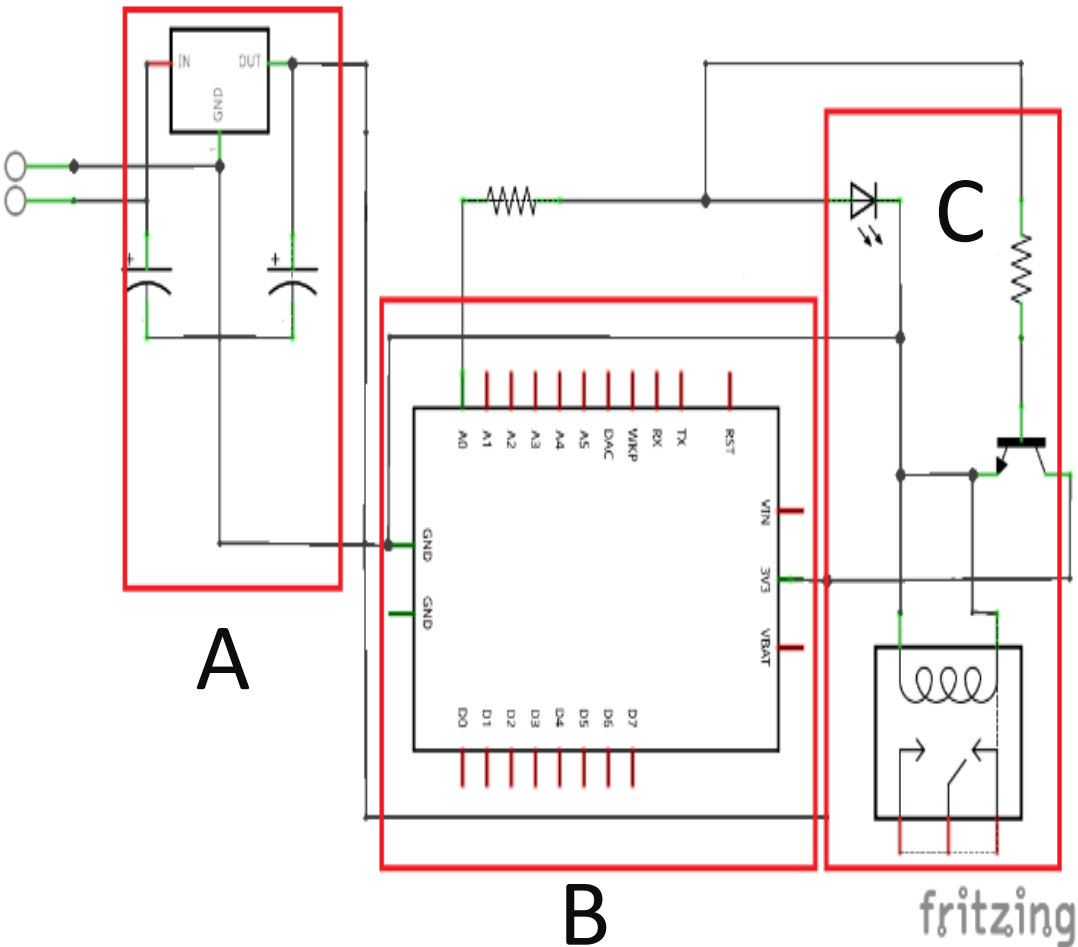 IN OUT
GND
1
+ +
A
A0 A1 A2 A3 A4 A5 DAC WKP RX TX RST
GND
GND
VIN
3V3
VBAT
D0 D1 D2 D3 D4 D5 D6 D7
B
C
fritzing